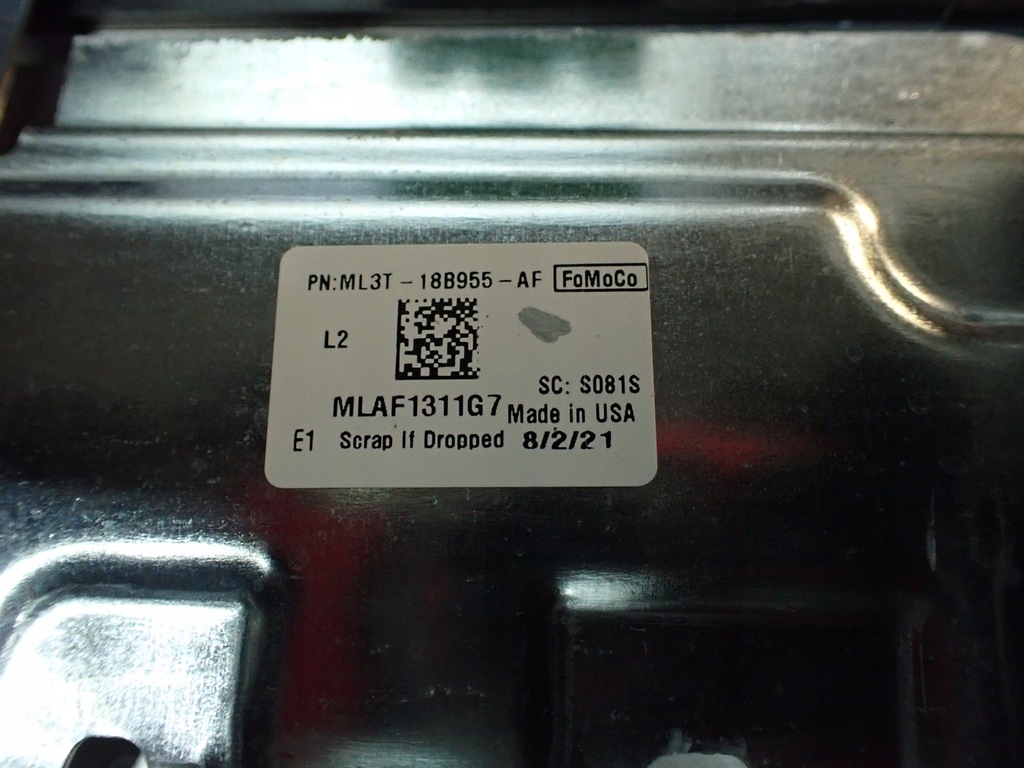 PN:ML3T-18B955-AF FoMoCo
L2
SC: S081S
MLAF1311G7 Made in USA
E1 Scrap If Dropped 8/2/21